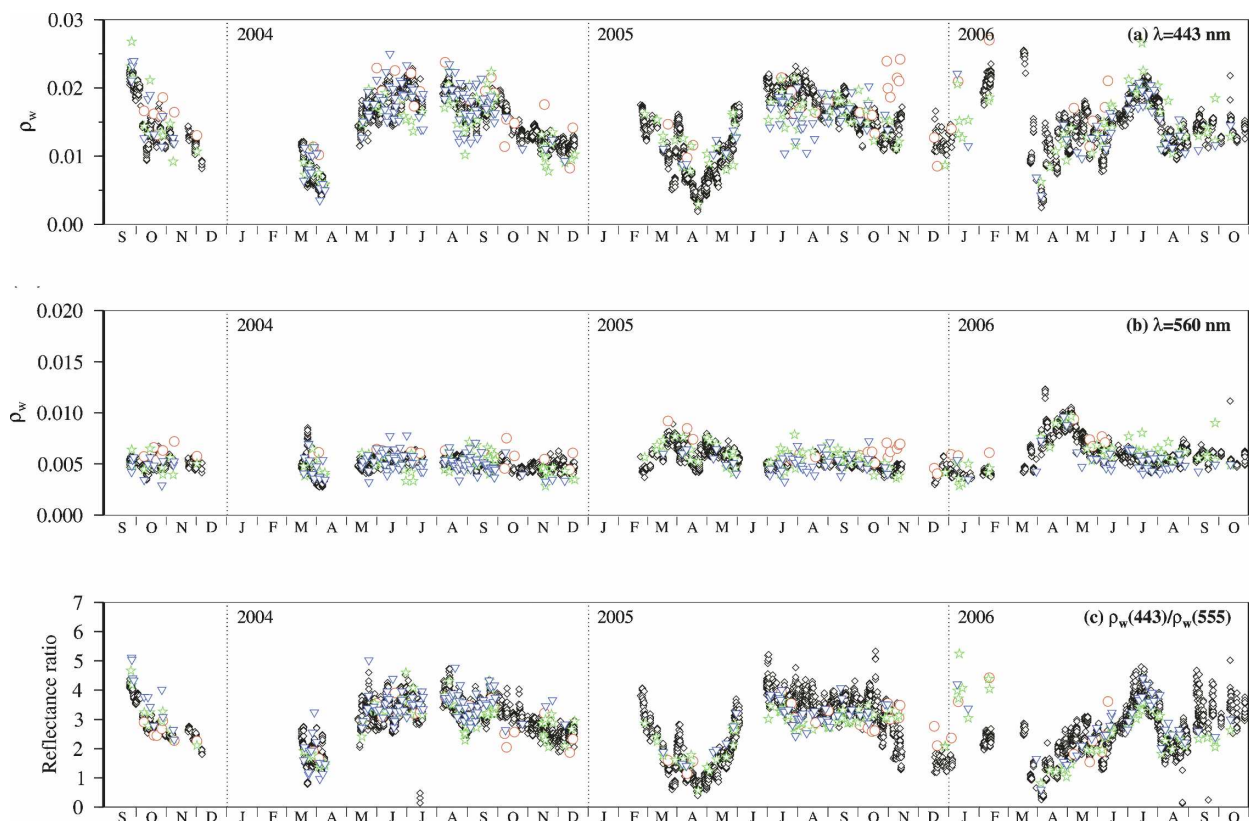 0.03
2004
2005
2006
(a) λ=443 nm
0.02
ρw
0.01
0.00
S O N D J F M A M J J A S O N D J F M A M J J A S O N D J F M A M J J A S O
0.020
2004
2005
2006
(b) λ=560 nm
0.015
ρw
0.010
0.005
0.000
S O N D J F M A M J J A S O N D J F M A M J J A S O N D J F M A M J J A S O
7
2004
2005
2006
(c) ρw(443)/ρw(555)
6
5
Reflectance ratio
4
3
2
1
0
S O N D J F M A M J J A S O N D J F M A M J J A S O N D J F M A M J J A S O